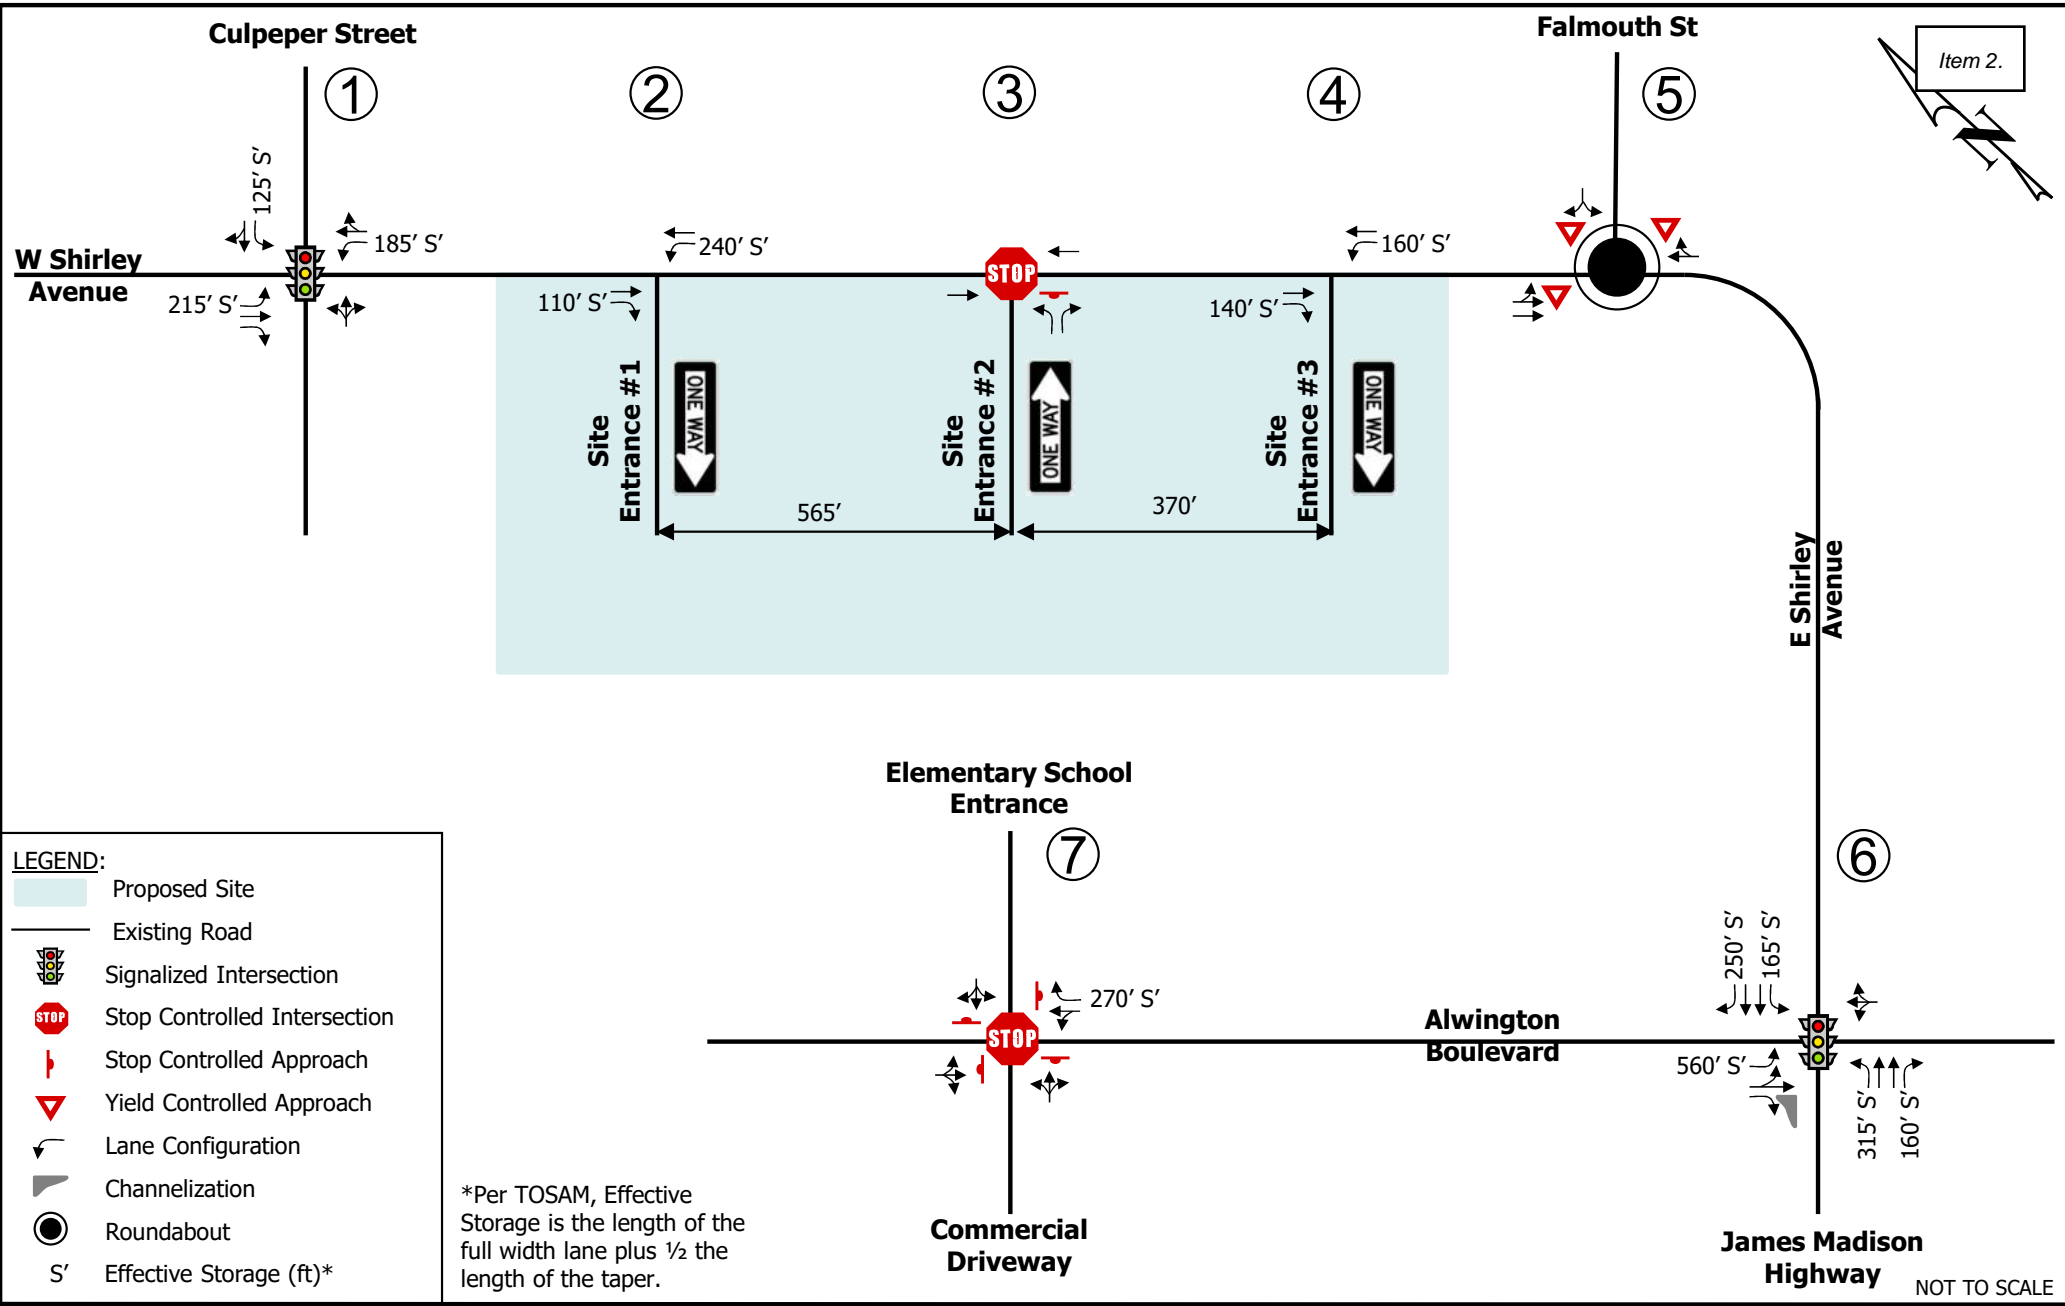 Culpeper Street
Falmouth St
Item 2.
1
2
3
4
5
N
125’ S’
185’ S’
240’ S’
160’ S’
W Shirley
Avenue
215’ S’
110’ S’
STOP
140’ S’
Site
Entrance #1
ONE WAY
Site
Entrance #2
ONE WAY
Site
Entrance #3
ONE WAY
565’
370’
E Shirley
Avenue
Elementary School
Entrance
7
6
270’ S’
STOP
Alwington
Boulevard
250’ S’
165’ S’
560’ S’
315’ S’
160’ S’
Commercial
Driveway
James Madison
Highway
LEGEND:
Proposed Site
Existing Road
Signalized Intersection
STOP Stop Controlled Intersection
Stop Controlled Approach
Yield Controlled Approach
Lane Configuration
Channelization
Roundabout
S’ Effective Storage (ft)*
*Per TOSAM, Effective
Storage is the length of the
full width lane plus ½ the
length of the taper.
NOT TO SCALE